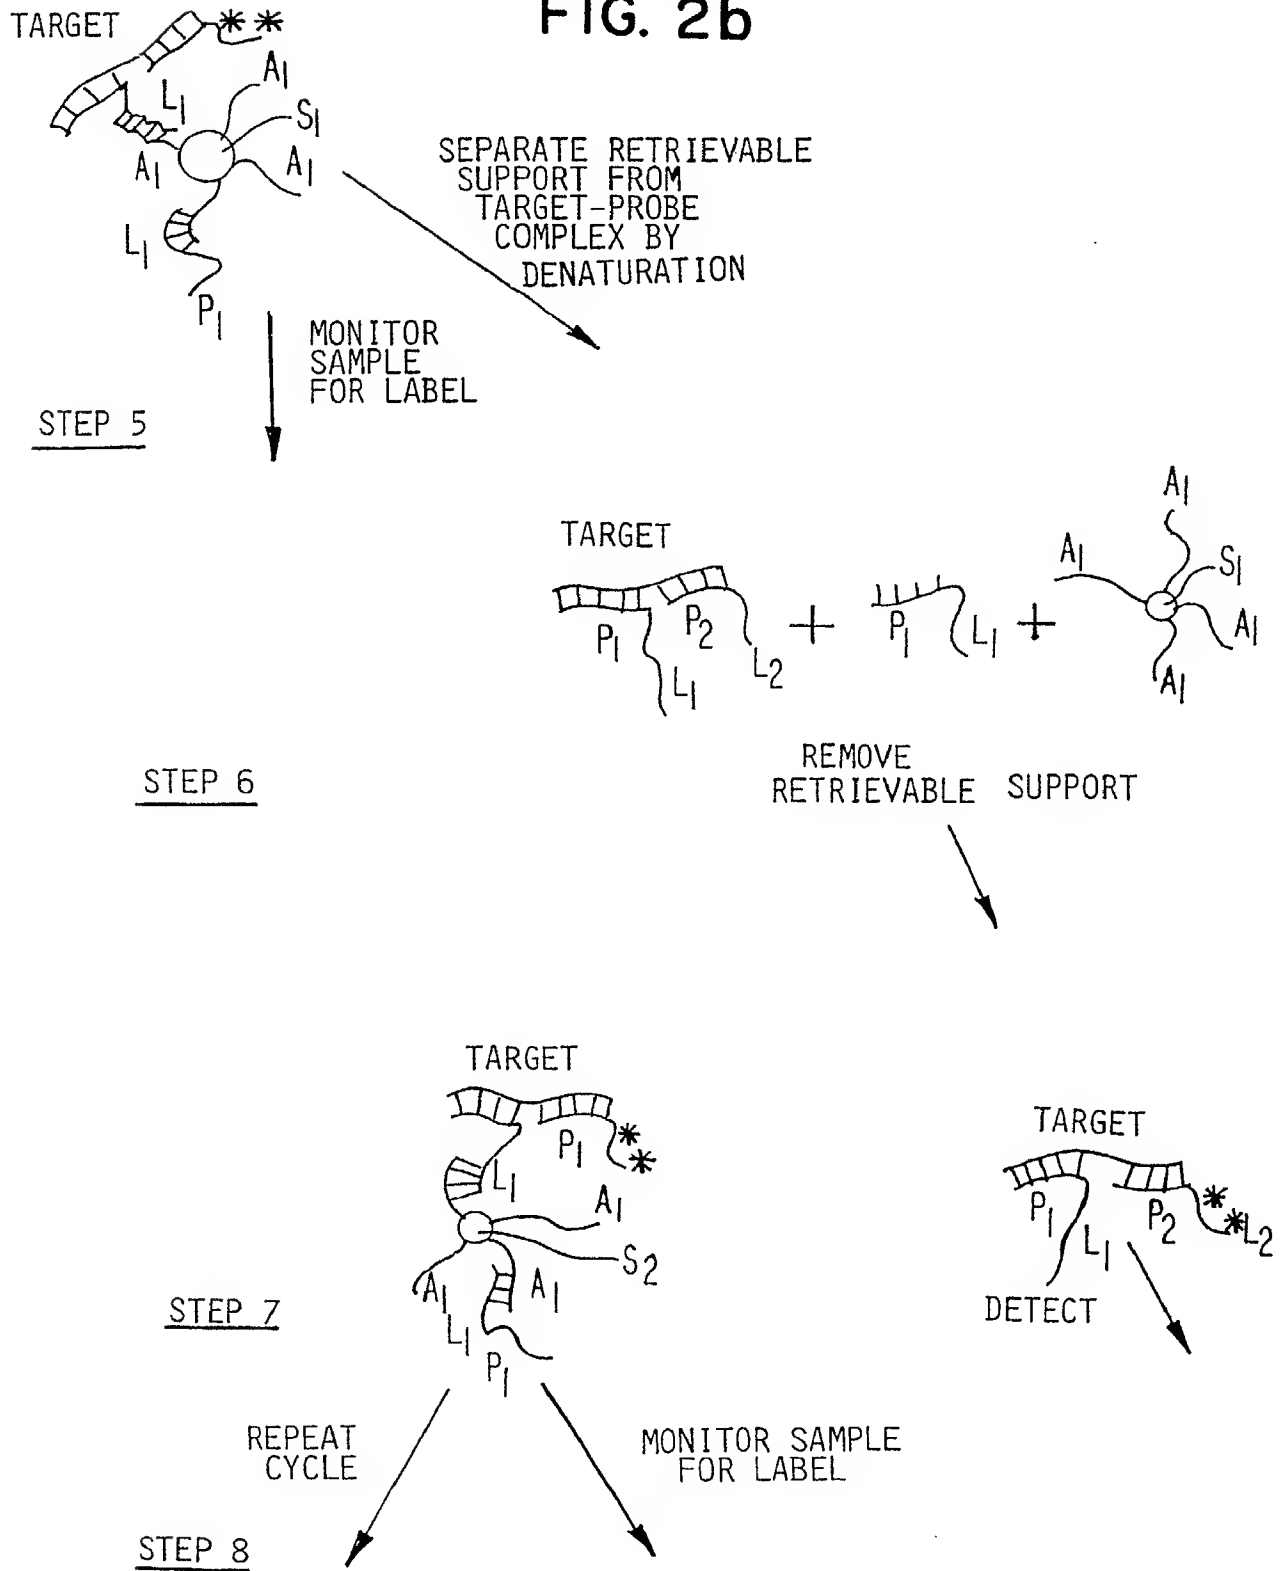 FIG. 2b
TARGET
* *
A1
L1
S1
A1
A1
L1
P1
SEPARATE RETRIEVABLE
SUPPORT FROM
TARGET-PROBE
COMPLEX BY
DENATURATION
MONITOR
SAMPLE
FOR LABEL
STEP 5
TARGET
P1
P2
L1
L2
+
P1
L1
+
A1
A1
S1
A1
A1
STEP 6
REMOVE
RETRIEVABLE SUPPORT
TARGET
P1
*
*
L1
A1
S2
A1
A1
L1
P1
STEP 7
TARGET
P1
L1
P2
*
*L2
DETECT
REPEAT
CYCLE
MONITOR SAMPLE
FOR LABEL
STEP 8